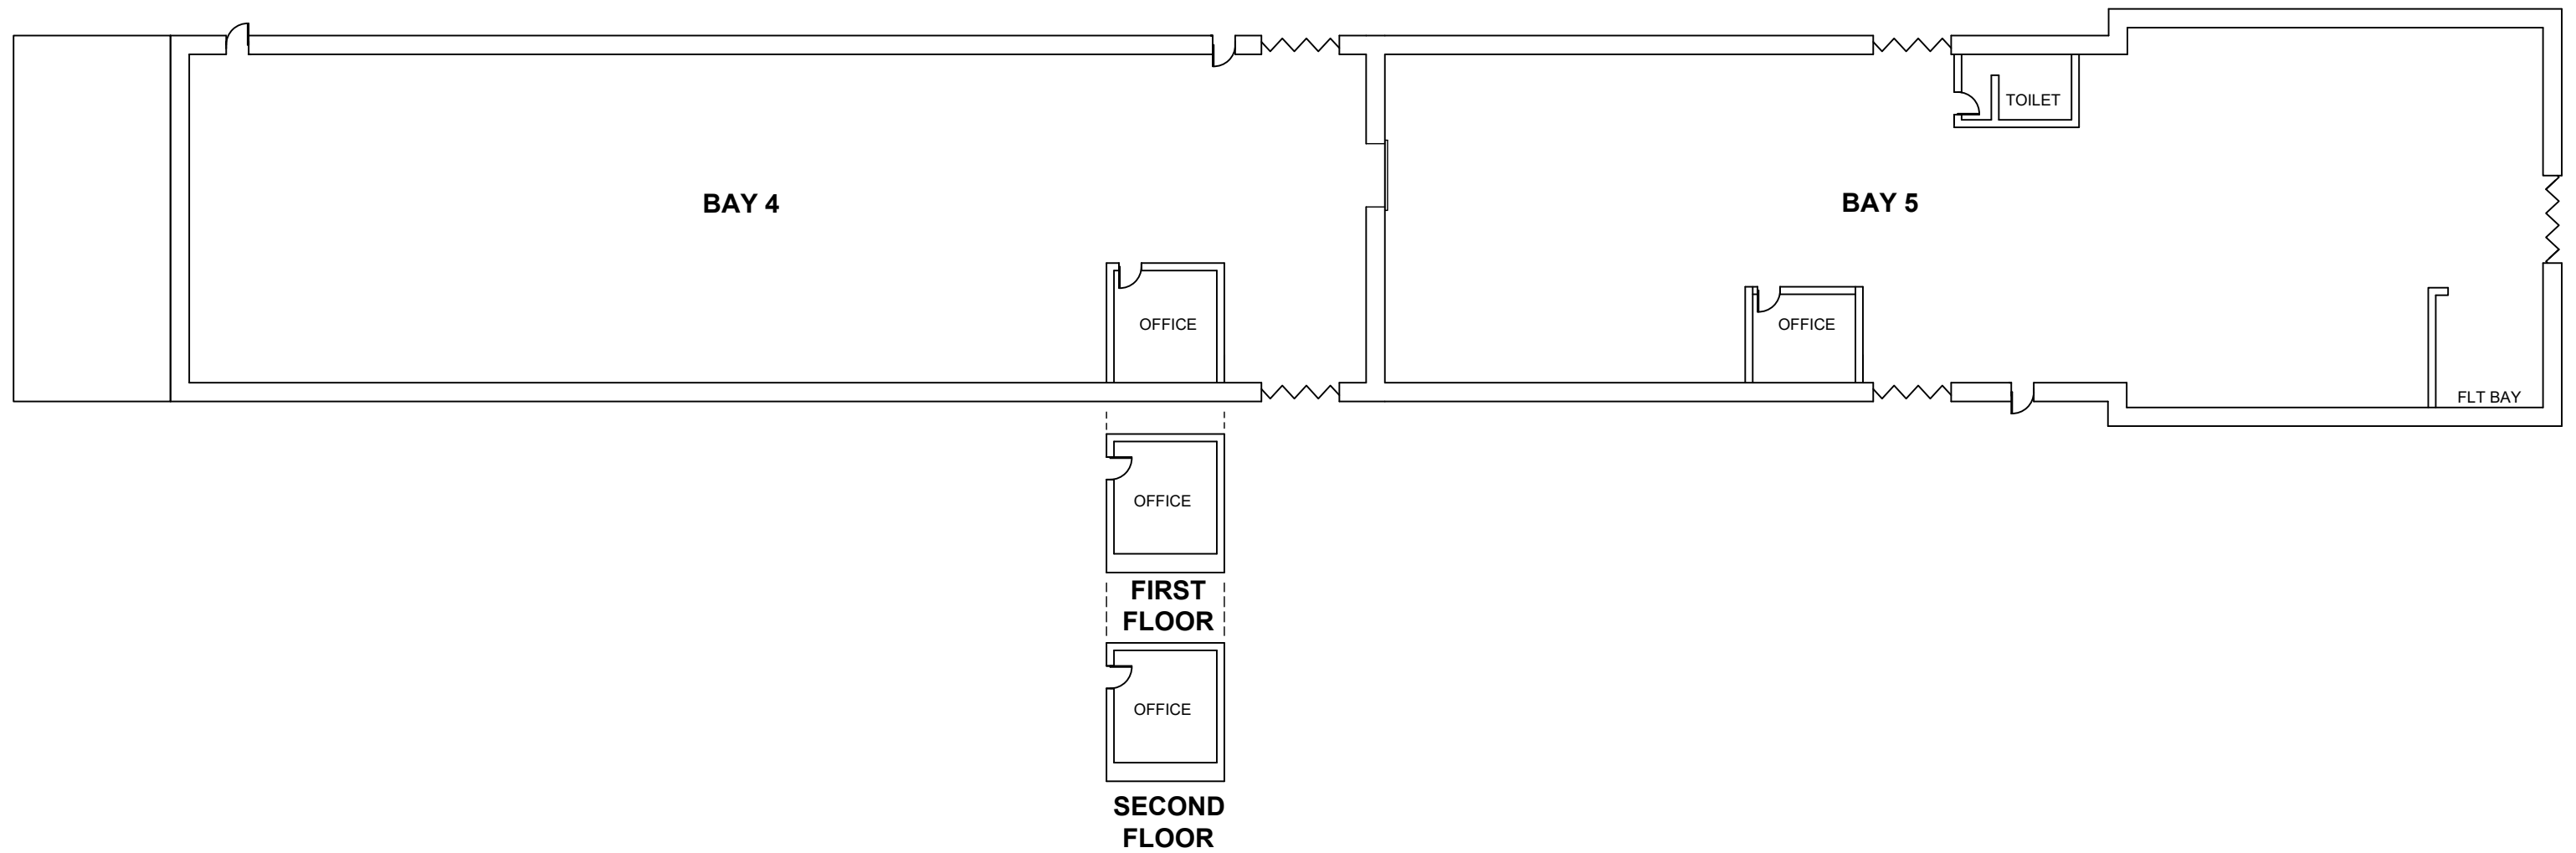 TOILET
BAY 4
BAY 5
OFFICE
OFFICE
FLT BAY
OFFICE
FIRST
FLOOR
OFFICE
SECOND
FLOOR